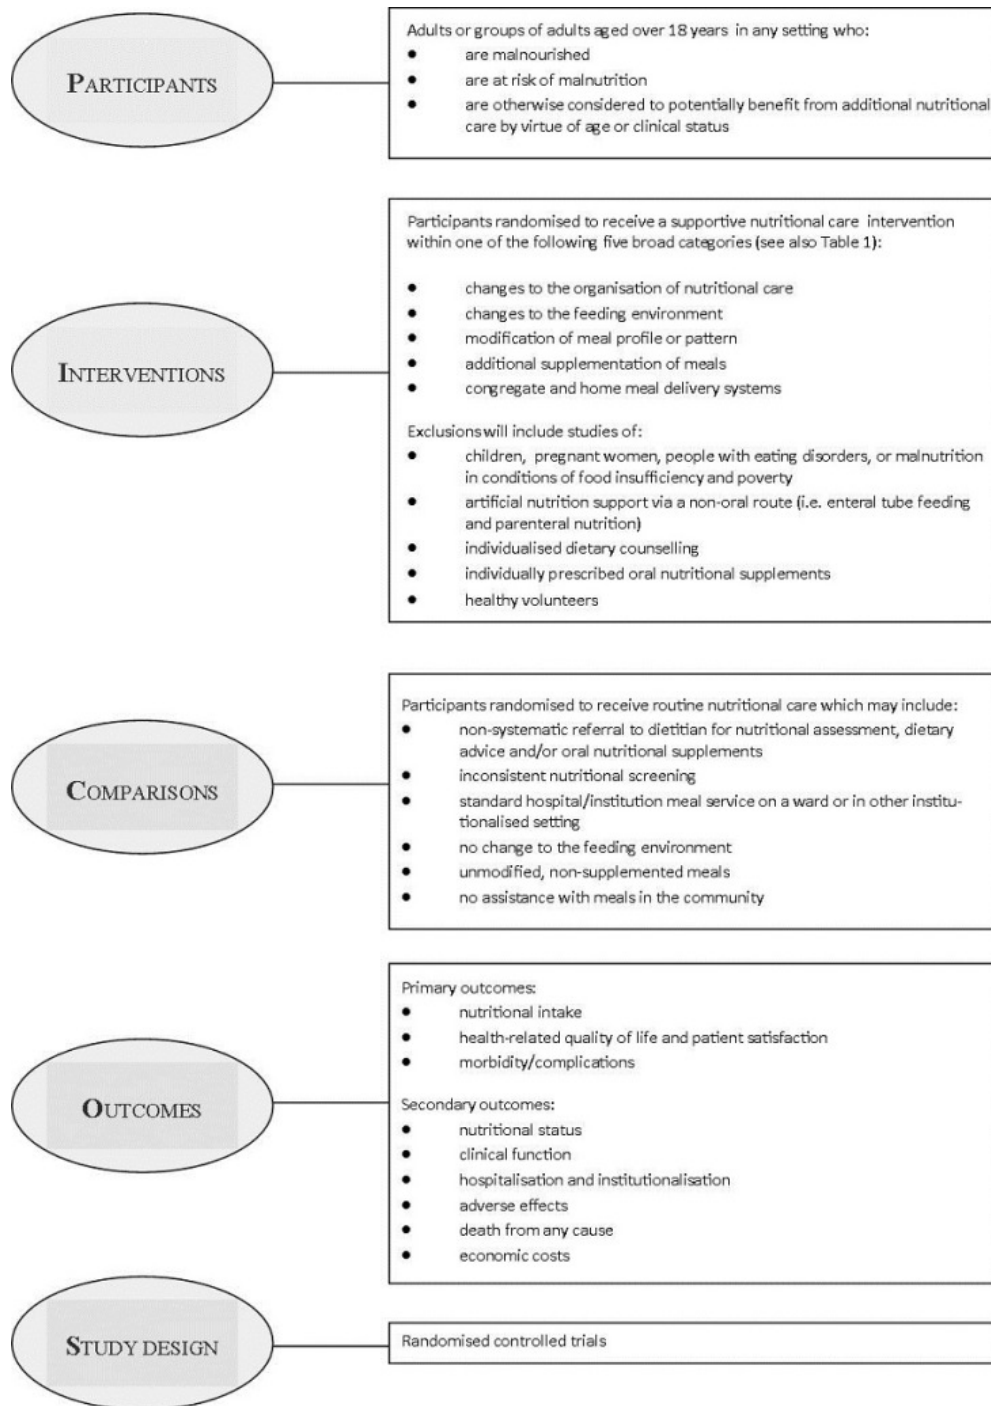 PARTICIPANTS
Adults or groups of adults aged over 18 years in any setting who:
● are malnourished
● are at risk of malnutrition
● are otherwise considered to potentially benefit from additional nutritional
care by virtue of age or clinical status
INTERVENTIONS
Participants randomised to receive a supportive nutritional care intervention
within one of the following five broad categories (see also Table 1):
● changes to the organisation of nutritional care
● changes to the feeding environment
● modification of meal profile or pattern
● additional supplementation of meals
● congregate and home meal delivery systems
Exclusions will include studies of:
● children, pregnant women, people with eating disorders, or malnutrition
in conditions of food insufficiency and poverty
● artificial nutrition support via a non-oral route (i.e. enteral tube feeding
and parenteral nutrition)
● individualised dietary counselling
● individually prescribed oral nutritional supplements
● healthy volunteers
COMPARISONS
Participants randomised to receive routine nutritional care which may include:
● non-systematic referral to dietitian for nutritional assessment, dietary
advice and/or oral nutritional supplements
● inconsistent nutritional screening
● standard hospital/institution meal service on a ward or in other institu-
tionalised setting
● no change to the feeding environment
● unmodified, non-supplemented meals
● no assistance with meals in the community
OUTCOMES
Primary outcomes:
● nutritional intake
● health-related quality of life and patient satisfaction
● morbidity/complications
Secondary outcomes:
● nutritional status
● clinical function
● hospitalisation and institutionalisation
● adverse effects
● death from any cause
● economic costs
STUDY DESIGN
Randomised controlled trials